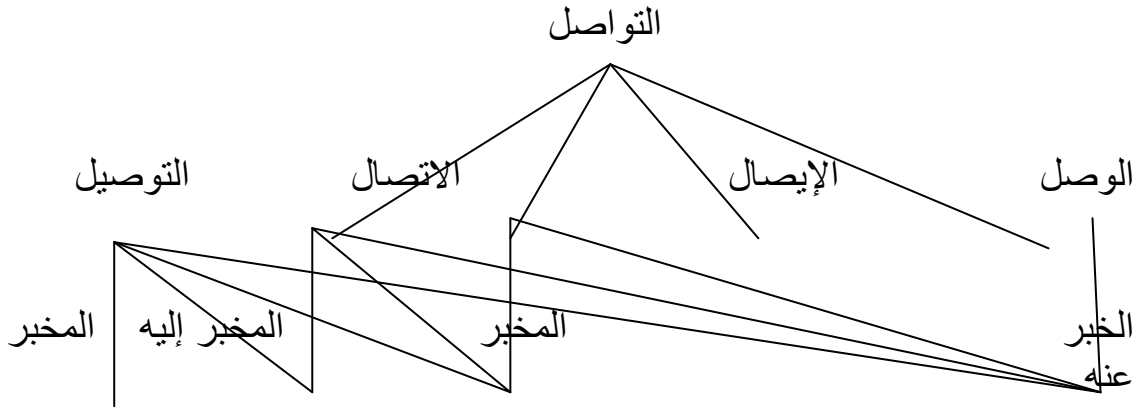 التواصل
الوصل الإيصال الاتصال التوصيل
الخبر المخبر المخبر إليه المخبر
عنه